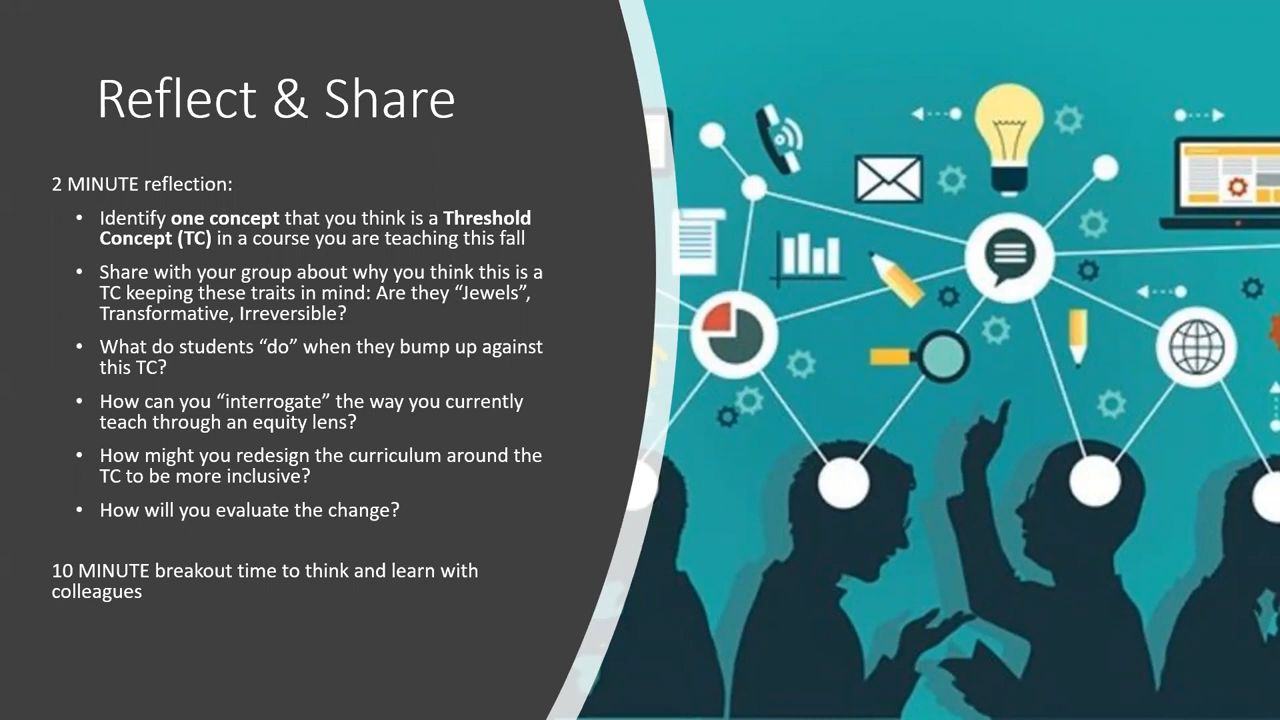 Reflect & Share
2 MINUTE reflection:
• Identify one concept that you think is a Threshold
Concept (TC) in a course you are teaching this fall
• Share with your group about why you think this is a
TC keeping these traits in mind: Are they “Jewels”,
Transformative, Irreversible?
• What do students “do” when they bump up against
this TC?
• How can you “interrogate” the way you currently
teach through an equity lens?
• How might you redesign the curriculum around the
TC to be more inclusive?
• How will you evaluate the change?
10 MINUTE breakout time to think and learn with
colleagues